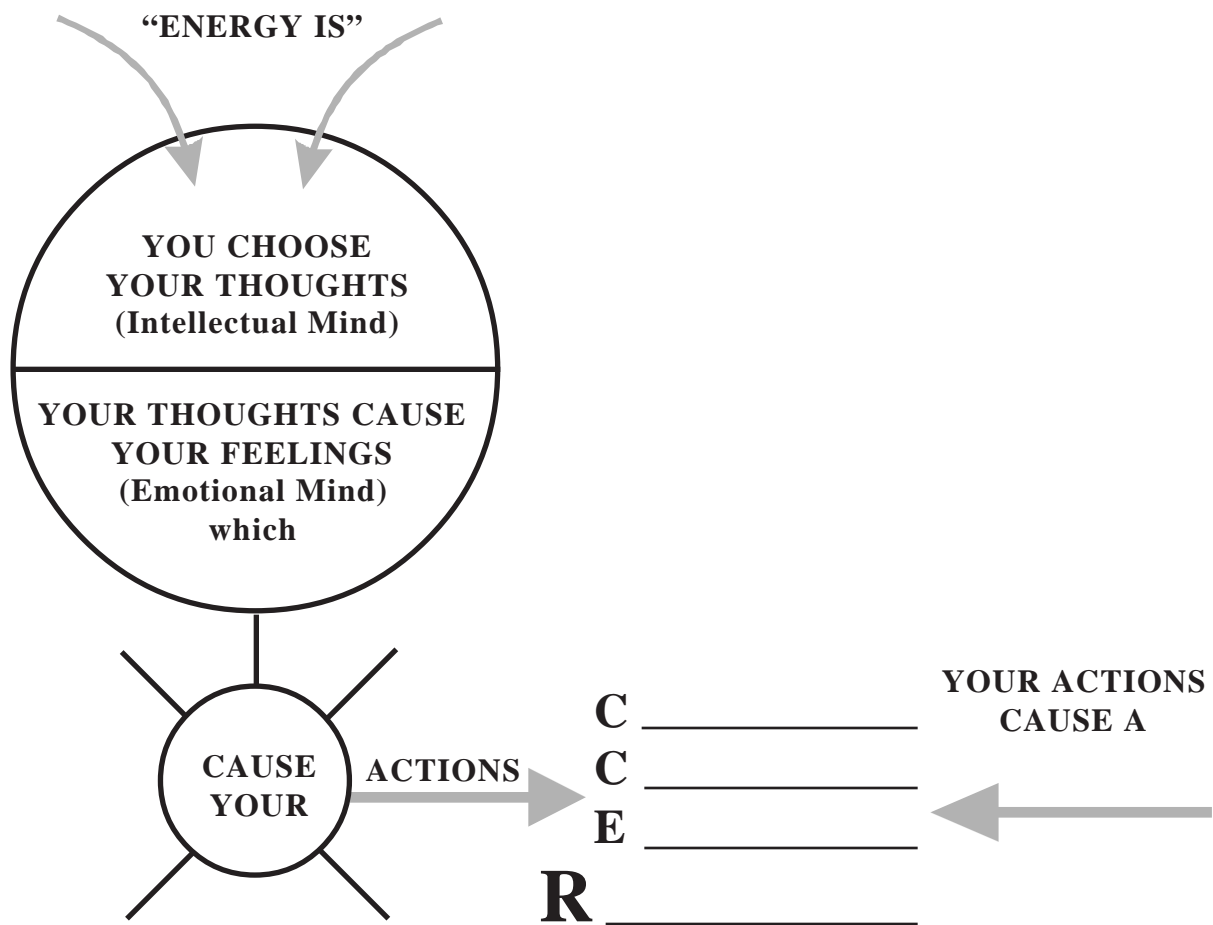 “ENERGY IS”
YOU CHOOSE
YOUR THOUGHTS
(Intellectual Mind)
YOUR THOUGHTS CAUSE
YOUR FEELINGS
(Emotional Mind)
which
CAUSE
YOUR
ACTIONS
C
C
E
R
YOUR ACTIONS
CAUSE A